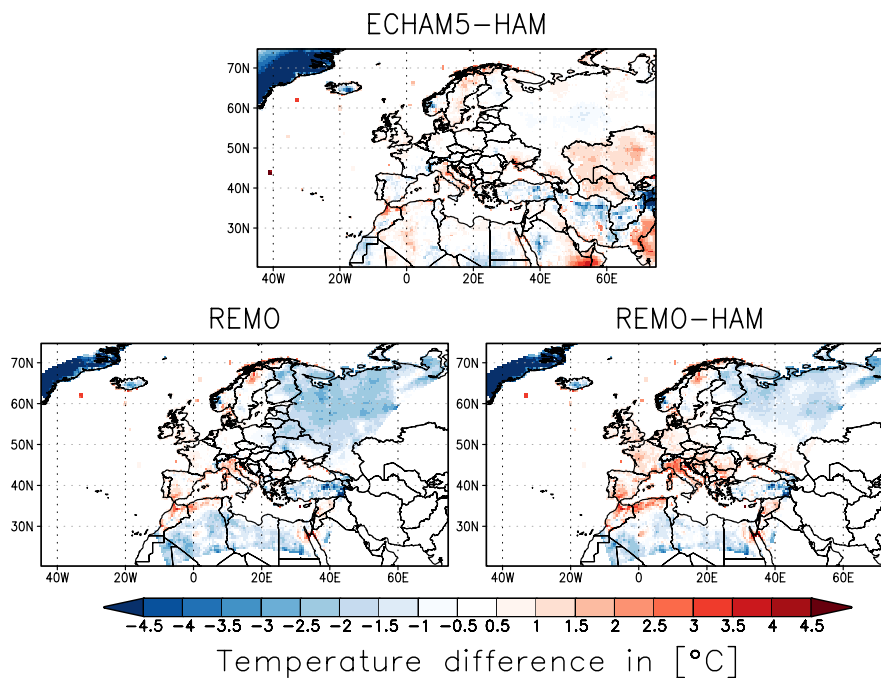 ECHAM5-HAM
70N
60N
50N
40N
30N
40W 20W 0 20E 40E 60E
REMO REMO-HAM
70N 70N
60N 60N
50N 50N
40N 40N
30N 30N
40W 20W 0 20E 40E 60E 40W 20W 0 20E 40E 60E
-4.5 -4 -3.5 -3 -2.5 -2 -1.5 -1 -0.5 0.5 1 1.5 2 2.5 3 3.5 4 4.5
Temperature difference in [°C]